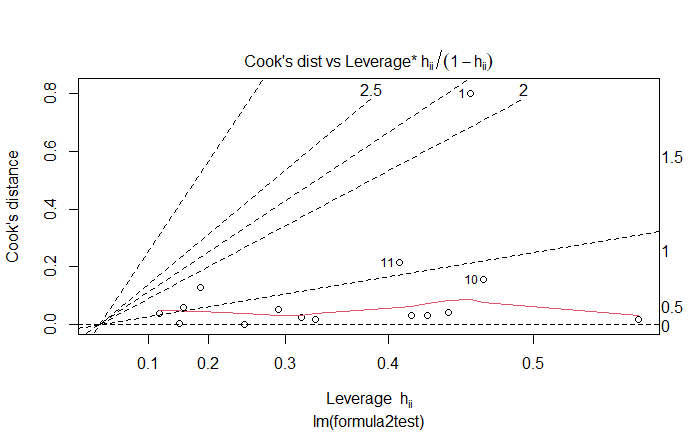 Cook's dist vs Leverage* hᵢᵢ/(1 − hᵢᵢ)
2.5
2
1
1.5
11
1
10
0.5
0
0.8
0.6
0.4
0.2
0.0
Cook's distance
0.1 0.2 0.3 0.4 0.5
Leverage hᵢᵢ
lm(formula2test)